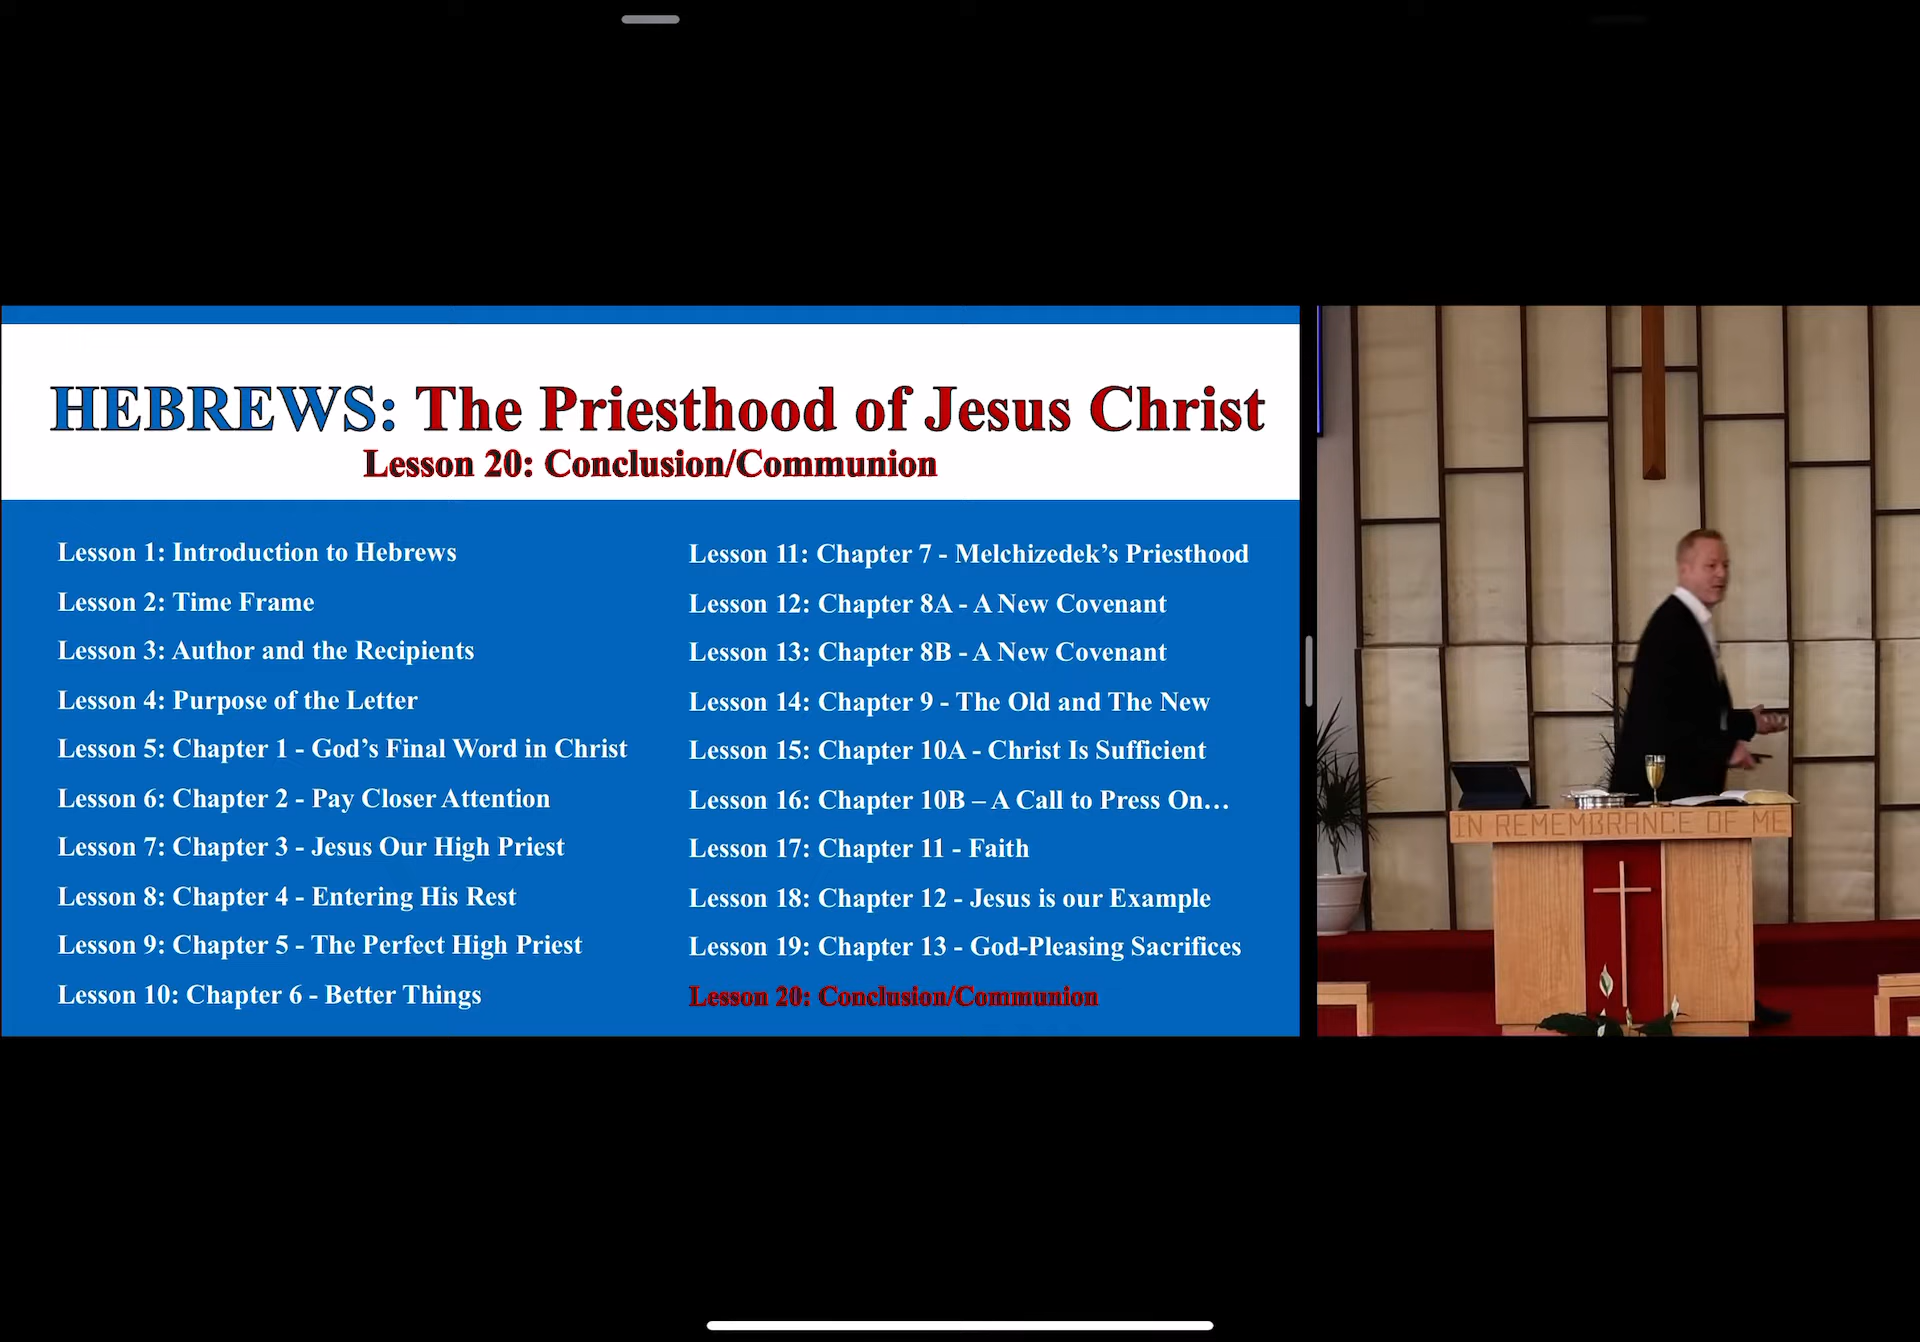 HEBREWS: The Priesthood of Jesus Christ
Lesson 20: Conclusion/Communion
Lesson 1: Introduction to Hebrews
Lesson 2: Time Frame
Lesson 3: Author and the Recipients
Lesson 4: Purpose of the Letter
Lesson 5: Chapter 1 - God’s Final Word in Christ
Lesson 6: Chapter 2 - Pay Closer Attention
Lesson 7: Chapter 3 - Jesus Our High Priest
Lesson 8: Chapter 4 - Entering His Rest
Lesson 9: Chapter 5 - The Perfect High Priest
Lesson 10: Chapter 6 - Better Things
Lesson 11: Chapter 7 - Melchizedek’s Priesthood
Lesson 12: Chapter 8A - A New Covenant
Lesson 13: Chapter 8B - A New Covenant
Lesson 14: Chapter 9 - The Old and The New
Lesson 15: Chapter 10A - Christ Is Sufficient
Lesson 16: Chapter 10B – A Call to Press On…
Lesson 17: Chapter 11 - Faith
Lesson 18: Chapter 12 - Jesus is our Example
Lesson 19: Chapter 13 - God-Pleasing Sacrifices
Lesson 20: Conclusion/Communion
IN REMEMBRANCE OF ME